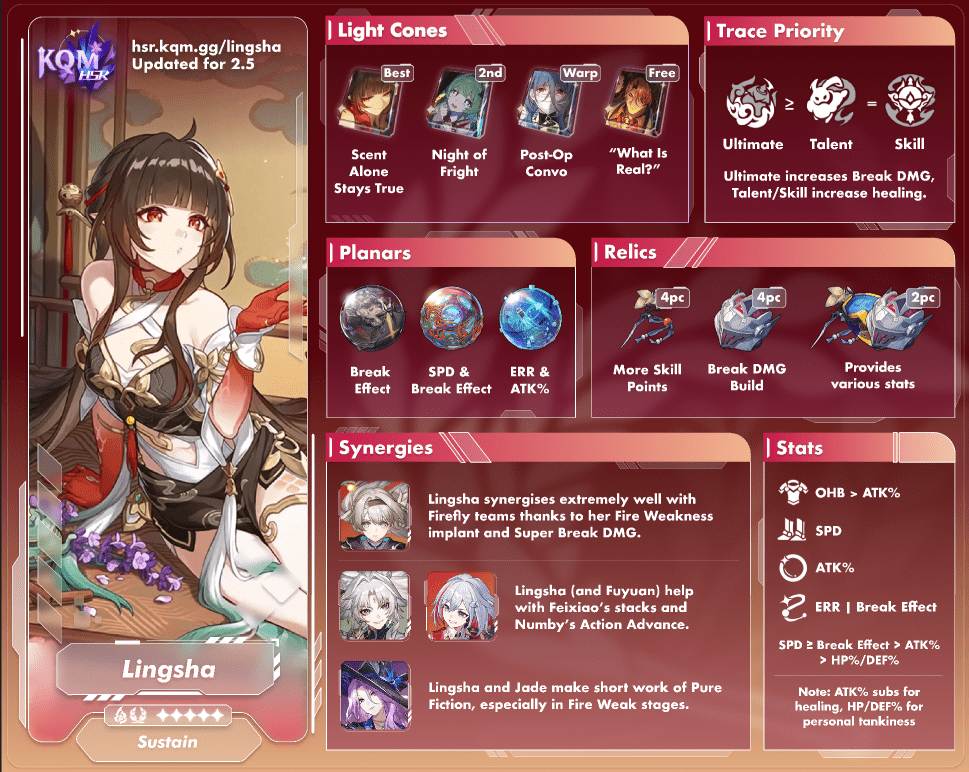 KQM
HSR
hsr.kqm.gg/lingsha
Updated for 2.5
Lingsha
Sustain
Light Cones
Best
2nd
Warp
Free
Scent
Alone
Stays True
Night of
Fright
Post-Op
Convo
“What Is
Real?”
Trace Priority
≥
=
Ultimate
Talent
Skill
Ultimate increases Break DMG,
Talent/Skill increase healing.
Planars
Break
Effect
SPD &
Break Effect
ERR &
ATK%
Relics
4pc
4pc
2pc
More Skill
Points
Break DMG
Build
Provides
various stats
Synergies
Lingsha synergises extremely well with
Firefly teams thanks to her Fire Weakness
implant and Super Break DMG.
Lingsha (and Fuyuan) help
with Feixiao’s stacks and
Numby’s Action Advance.
Lingsha and Jade make short work of Pure
Fiction, especially in Fire Weak stages.
Stats
OHB > ATK%
SPD
ATK%
ERR | Break Effect
SPD ≥ Break Effect > ATK%
> HP%/DEF%
Note: ATK% subs for
healing, HP/DEF% for
personal tankiness